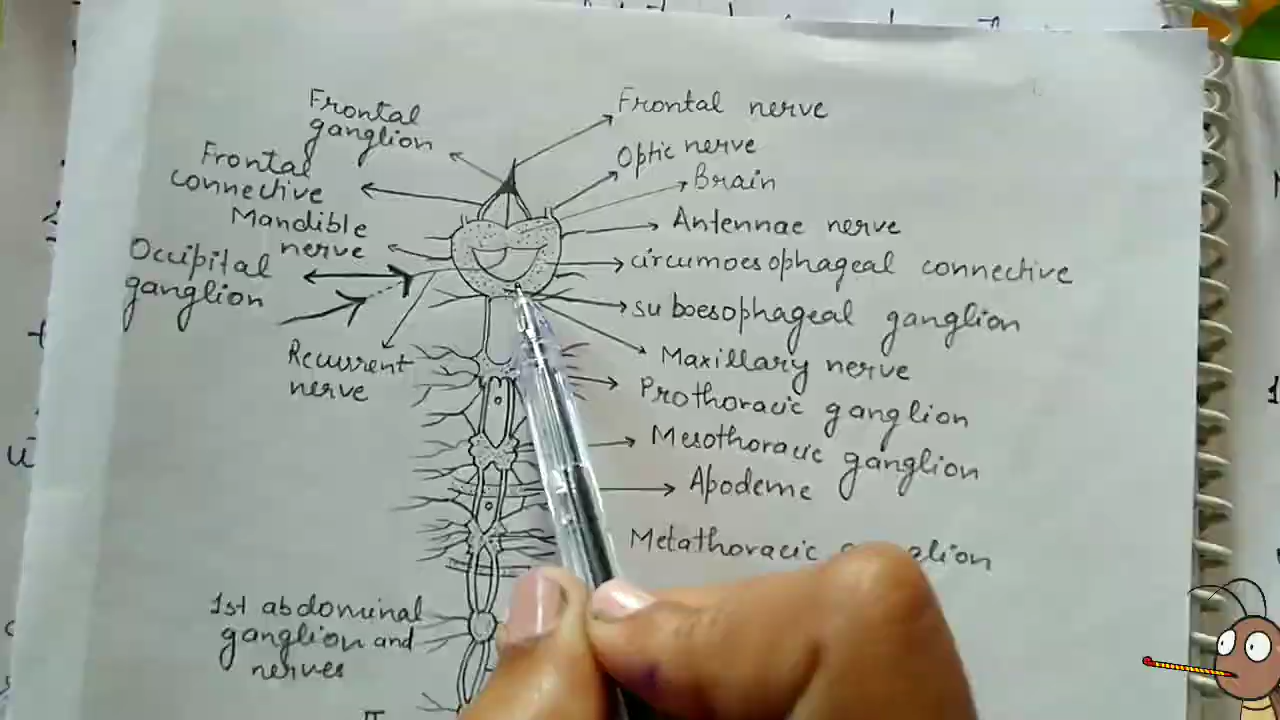 Frontal
ganglion
Frontal
connective
Mandible
nerve
Occipital
ganglion
Recurrent
nerve
1st abdominal
ganglion and
nerves
Frontal nerve
Optic nerve
Brain
Antennae nerve
circumoesophageal connective
suboesophageal ganglion
Maxillary nerve
Prothoracic ganglion
Mesothoracic ganglion
Apodeme
Metathoracic